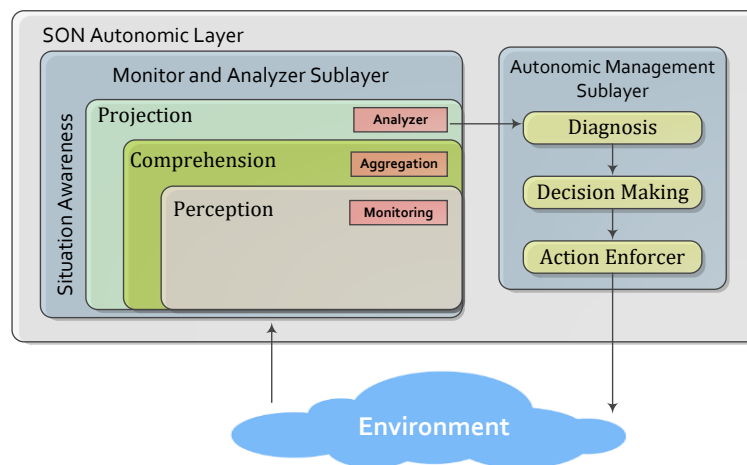 SON Autonomic Layer
Monitor and Analyzer Sublayer
Situation Awareness
Projection
Analyzer
Comprehension
Aggregation
Perception
Monitoring
Autonomic Management
Sublayer
Diagnosis
Decision Making
Action Enforcer
Environment